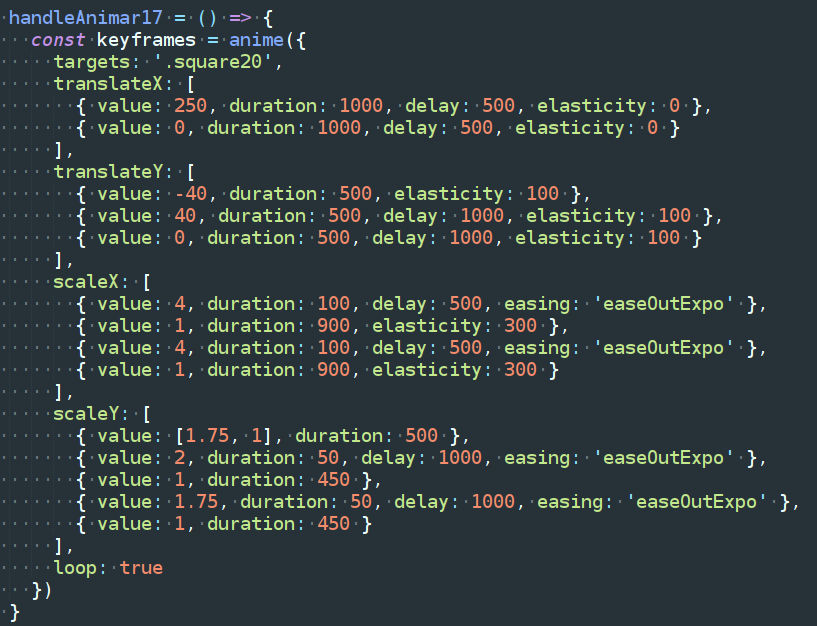 handleAnimar17 = () => {
const keyframes = anime({
targets: '.square20',
translateX: [
{ value: 250, duration: 1000, delay: 500, elasticity: 0 },
{ value: 0, duration: 1000, delay: 500, elasticity: 0 }
],
translateY: [
{ value: -40, duration: 500, elasticity: 100 },
{ value: 40, duration: 500, delay: 1000, elasticity: 100 },
{ value: 0, duration: 500, delay: 1000, elasticity: 100 }
],
scaleX: [
{ value: 4, duration: 100, delay: 500, easing: 'easeOutExpo' },
{ value: 1, duration: 900, elasticity: 300 },
{ value: 4, duration: 100, delay: 500, easing: 'easeOutExpo' },
{ value: 1, duration: 900, elasticity: 300 }
],
scaleY: [
{ value: [1.75, 1], duration: 500 },
{ value: 2, duration: 50, delay: 1000, easing: 'easeOutExpo' },
{ value: 1, duration: 450 },
{ value: 1.75, duration: 50, delay: 1000, easing: 'easeOutExpo' },
{ value: 1, duration: 450 }
],
loop: true
})
}